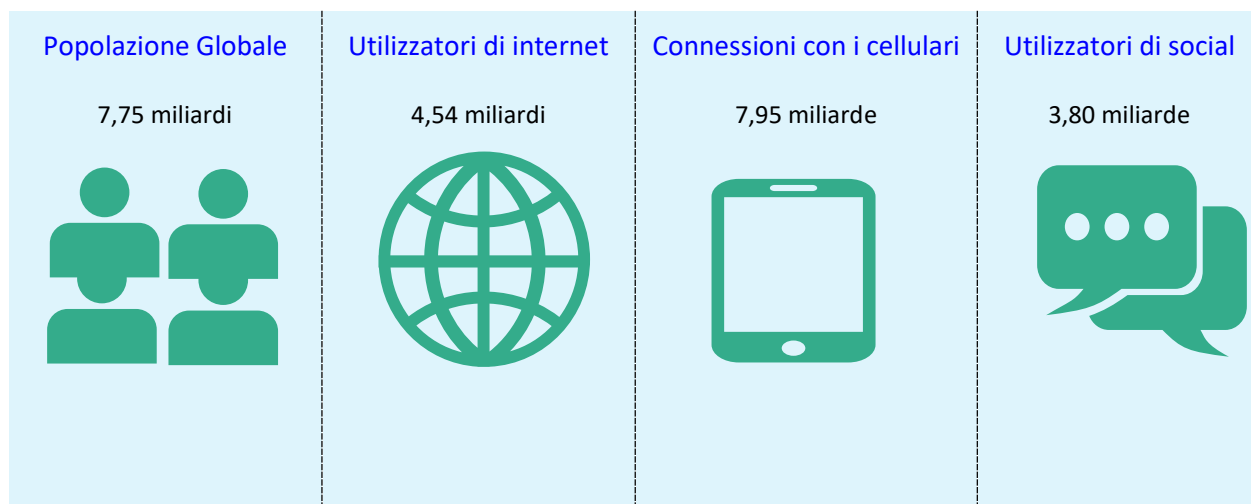 Popolazione Globale
7,75 miliardi
Utilizzatori di internet
4,54 miliardi
Connessioni con i cellulari
7,95 miliarde
Utilizzatori di social
3,80 miliarde